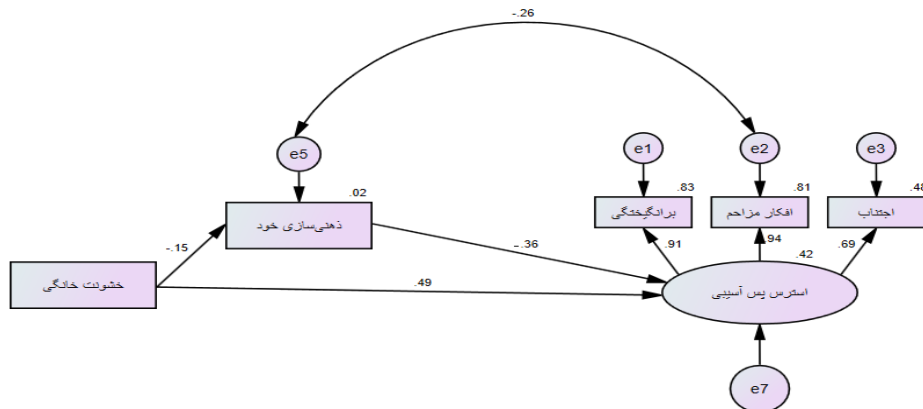 -.26
e5
e1
e2
e3
.02
.83
.81
.48
ذهنی‌سازی خود
برانگیختگی
افکار مزاحم
اجتناب
-.15
-.36
.91
.94
.69
.42
خشونت خانگی
.49
استرس پس آسیبی
e7